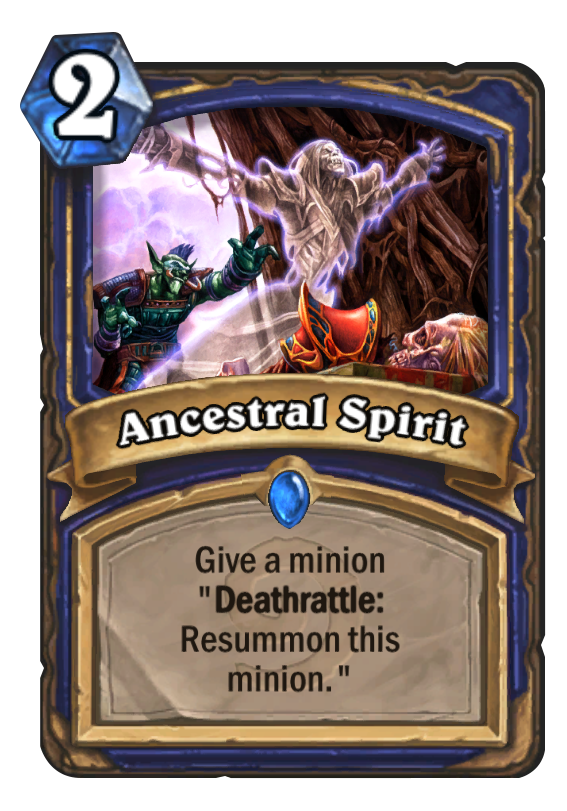 2
Ancestral Spirit
Give a minion
"Deathrattle:
Resummon this
minion."